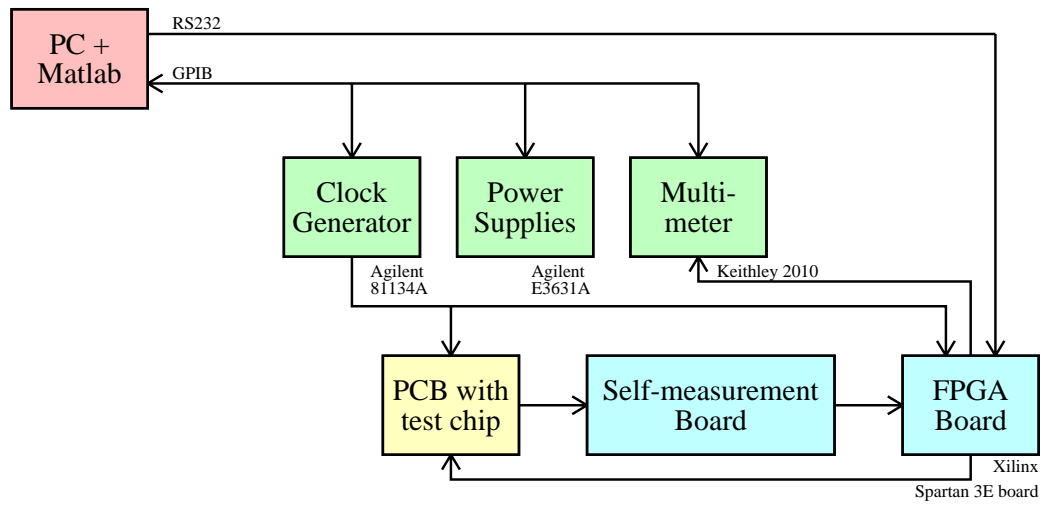 RS232
PC +
Matlab
GPIB
Clock
Generator
Power
Supplies
Multi-
meter
Agilent
81134A
Agilent
E3631A
Keithley 2010
PCB with
test chip
Self-measurement
Board
FPGA
Board
Xilinx
Spartan 3E board